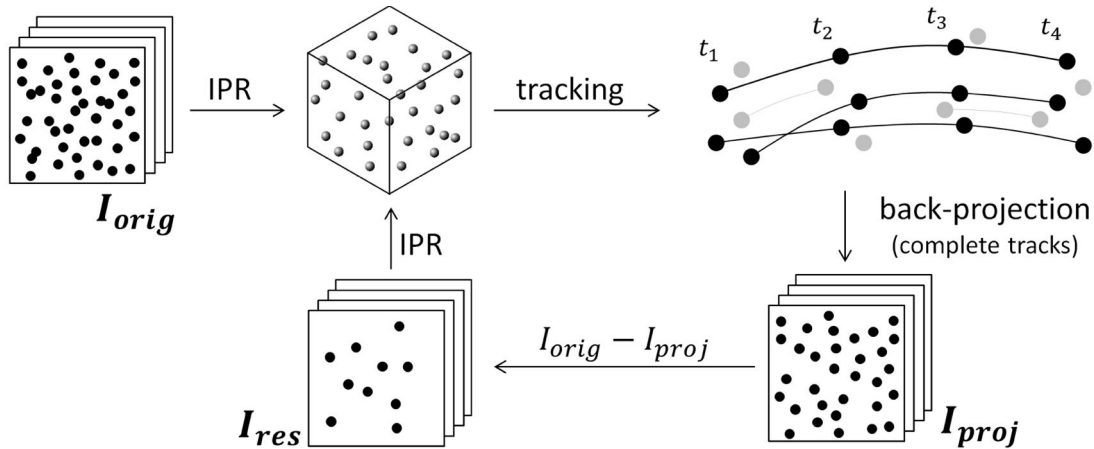 IPR
tracking
t₁
t₂
t₃
t₄
I_orig
back-projection
(complete tracks)
IPR
I_orig − I_proj
I_res
I_proj